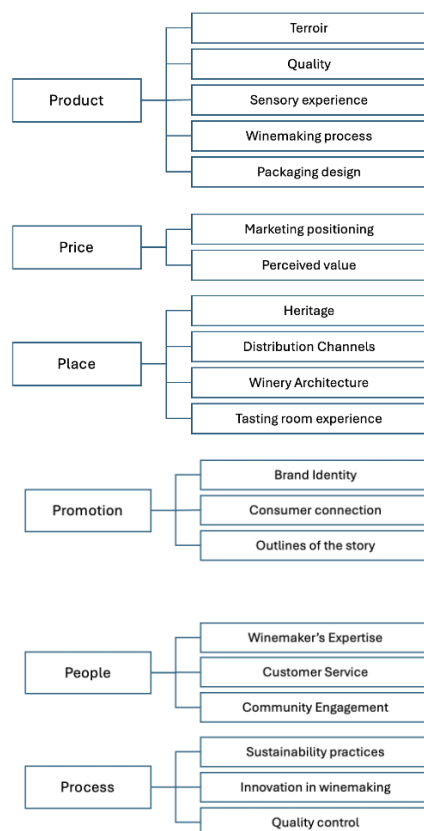 Product
Terroir
Quality
Sensory experience
Winemaking process
Packaging design
Price
Marketing positioning
Perceived value
Place
Heritage
Distribution Channels
Winery Architecture
Tasting room experience
Promotion
Brand Identity
Consumer connection
Outlines of the story
People
Winemaker's Expertise
Customer Service
Community Engagement
Process
Sustainability practices
Innovation in winemaking
Quality control